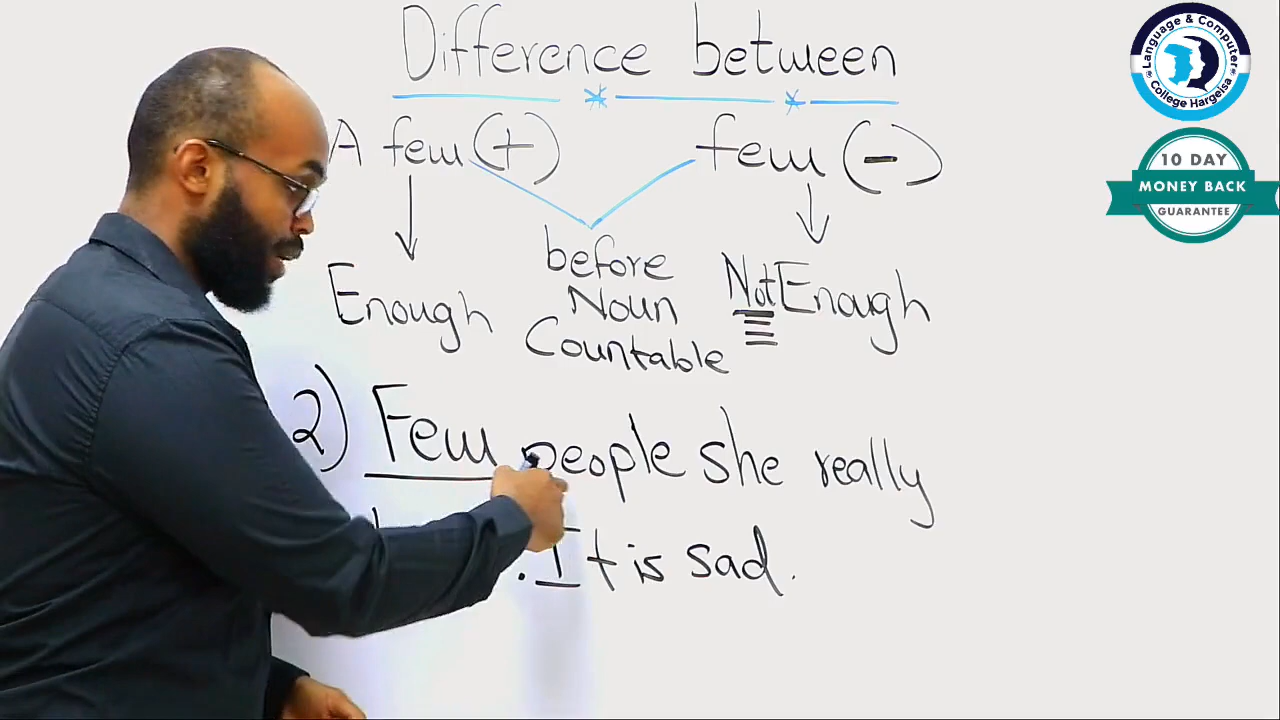 Difference between
A few (+) few (-)
Enough before Not Enough
Noun
Countable
2) Few people she really
. It is sad.
Language & Computer
College Hargeisa
10 DAY
MONEY BACK
GUARANTEE